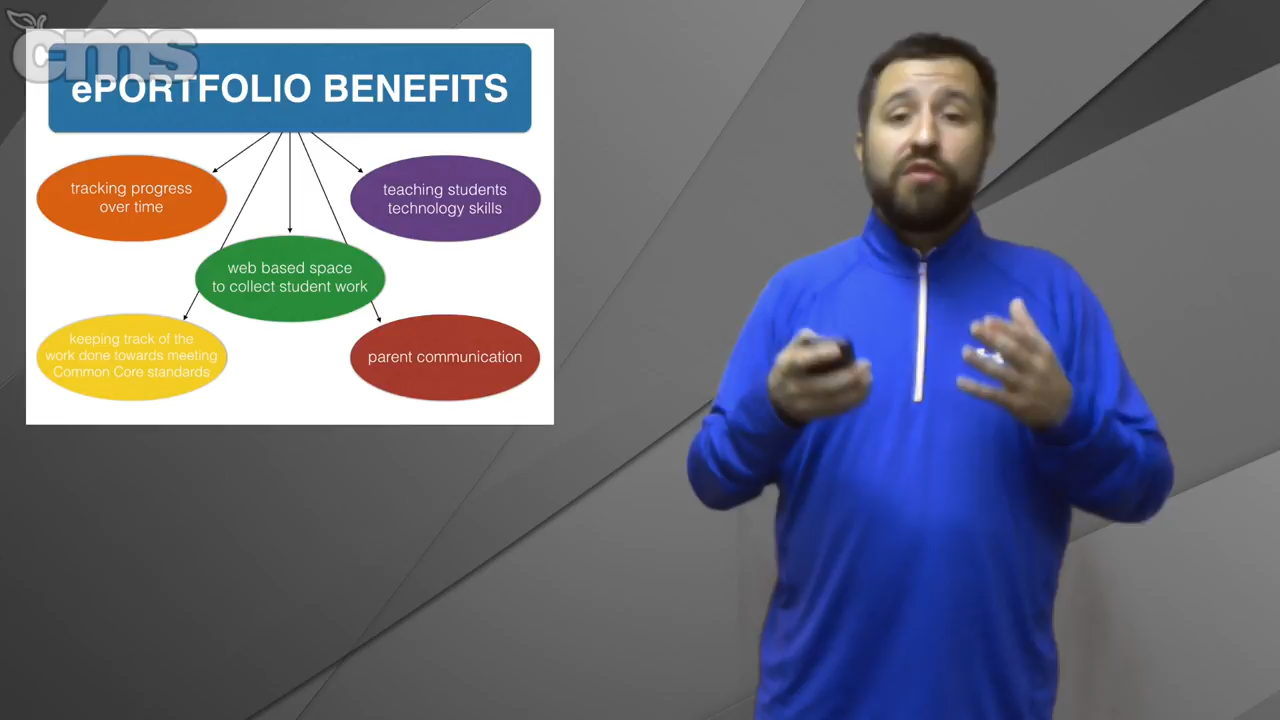 cms
ePORTFOLIO BENEFITS
tracking progress
over time
teaching students
technology skills
web based space
to collect student work
keeping track of the
work done towards meeting
Common Core standards
parent communication